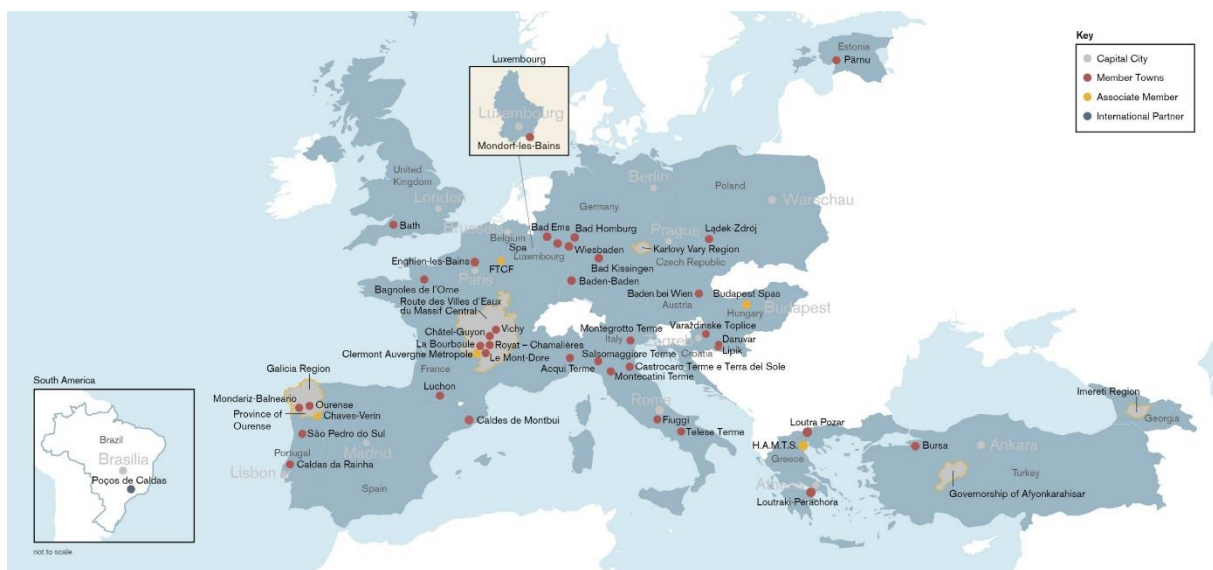 Key
Capital City
Member Towns
Associate Member
International Partner
Estonia
Pärnu
Luxembourg
Luxembourg
Mondorf-les-Bains
United
Kingdom
London
Bath
Berlin
Poland
Warschau
Germany
Brussels
Belgium
Spa
Luxembourg
Bad Ems
Bad Homburg
Wiesbaden
Bad Kissingen
Baden-Baden
Prague
Lądek-Zdrój
Karlovy Vary Region
Czech Republic
Enghien-les-Bains
FTCF
Paris
Bagnoles de l'Orne
Route des Villes d'Eaux
du Massif Central
Baden bei Wien
Austria
Budapest Spas
Budapest
Hungary
Châtel-Guyon
Vichy
La Bourboule
Royat – Chamalières
Clermont Auvergne Métropole
Le Mont-Dore
France
Montegrotto Terme
Italy
Varaždinske Toplice
Croatia
Daruvar
Lipik
Acqui Terme
Salsomaggiore Terme
Castrocaro Terme e Terra del Sole
Montecatini Terme
Galicia Region
Mondariz-Balneario
Ourense
Province of
Ourense
Chaves-Verín
Luchon
Caldes de Montbui
São Pedro do Sul
Portugal
Madrid
Lisbon
Caldas da Rainha
Spain
Rome
Fiuggi
Telese Terme
Loutra Pozar
H.A.M.T.S.
Greece
Loutraki-Perachora
Bursa
Ankara
Turkey
Governorship of Afyonkarahisar
Imereti Region
Georgia
South America
Brazil
Brasília
Poços de Caldas
not to scale